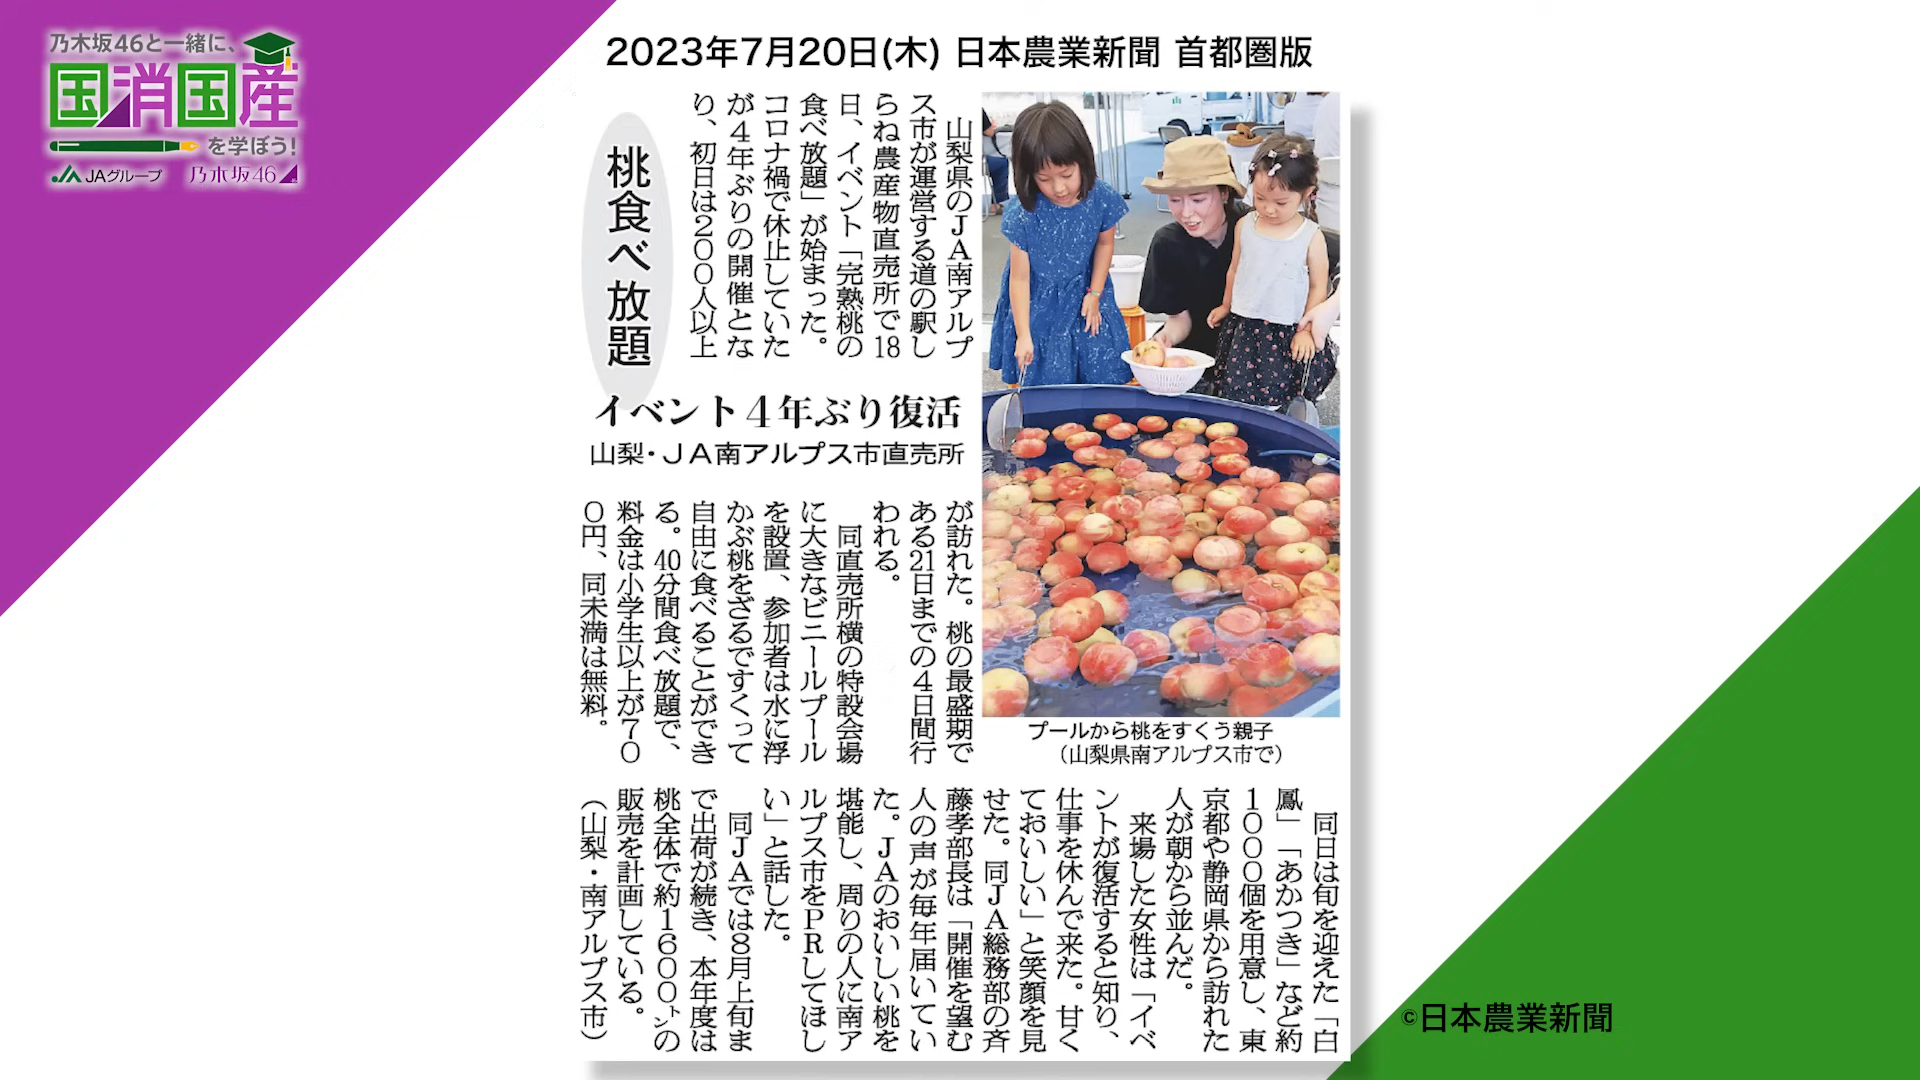 乃木坂46と一緒に、
国消国産
を学ぼう!
JAグループ 乃木坂46
2023年7月20日(木) 日本農業新聞 首都圏版
桃食べ放題
イベント4年ぶり復活
山梨・JA南アルプス市直売所
山梨県のJA南アルプ
ス市が運営する道の駅し
らね農産物直売所で18
日、イベント「完熟桃の
食べ放題」が始まった。
コロナ禍で休止していた
が4年ぶりの開催とな
り、初日は200人以上
が訪れた。桃の最盛期で
ある21日までの4日間行
われる。
同直売所横の特設会場
に大きなビニールプール
を設置、参加者は水に浮
かぶ桃をざるですくって
自由に食べることができ
る。40分間食べ放題で、
料金は小学生以上が70
0円、同未満は無料。
プールから桃をすくう親子
(山梨県南アルプス市で)
同日は旬を迎えた「白
鳳」「あかつき」など約
1000個を用意し、東
京都や静岡県から訪れた
人が朝から並んだ。
来場した女性は「イベ
ントが復活すると知り、
仕事を休んで来た。甘く
ておいしい」と笑顔を見
せた。同JA総務部の斉
藤孝部長は「開催を望む
人の声が毎年届いてい
た。JAのおいしい桃を
堪能し、周りの人に南ア
ルプス市をPRしてほし
い」と話した。
同JAでは8月上旬ま
で出荷が続き、本年度は
桃全体で約1600㌧の
販売を計画している。
(山梨・南アルプス市)
©日本農業新聞